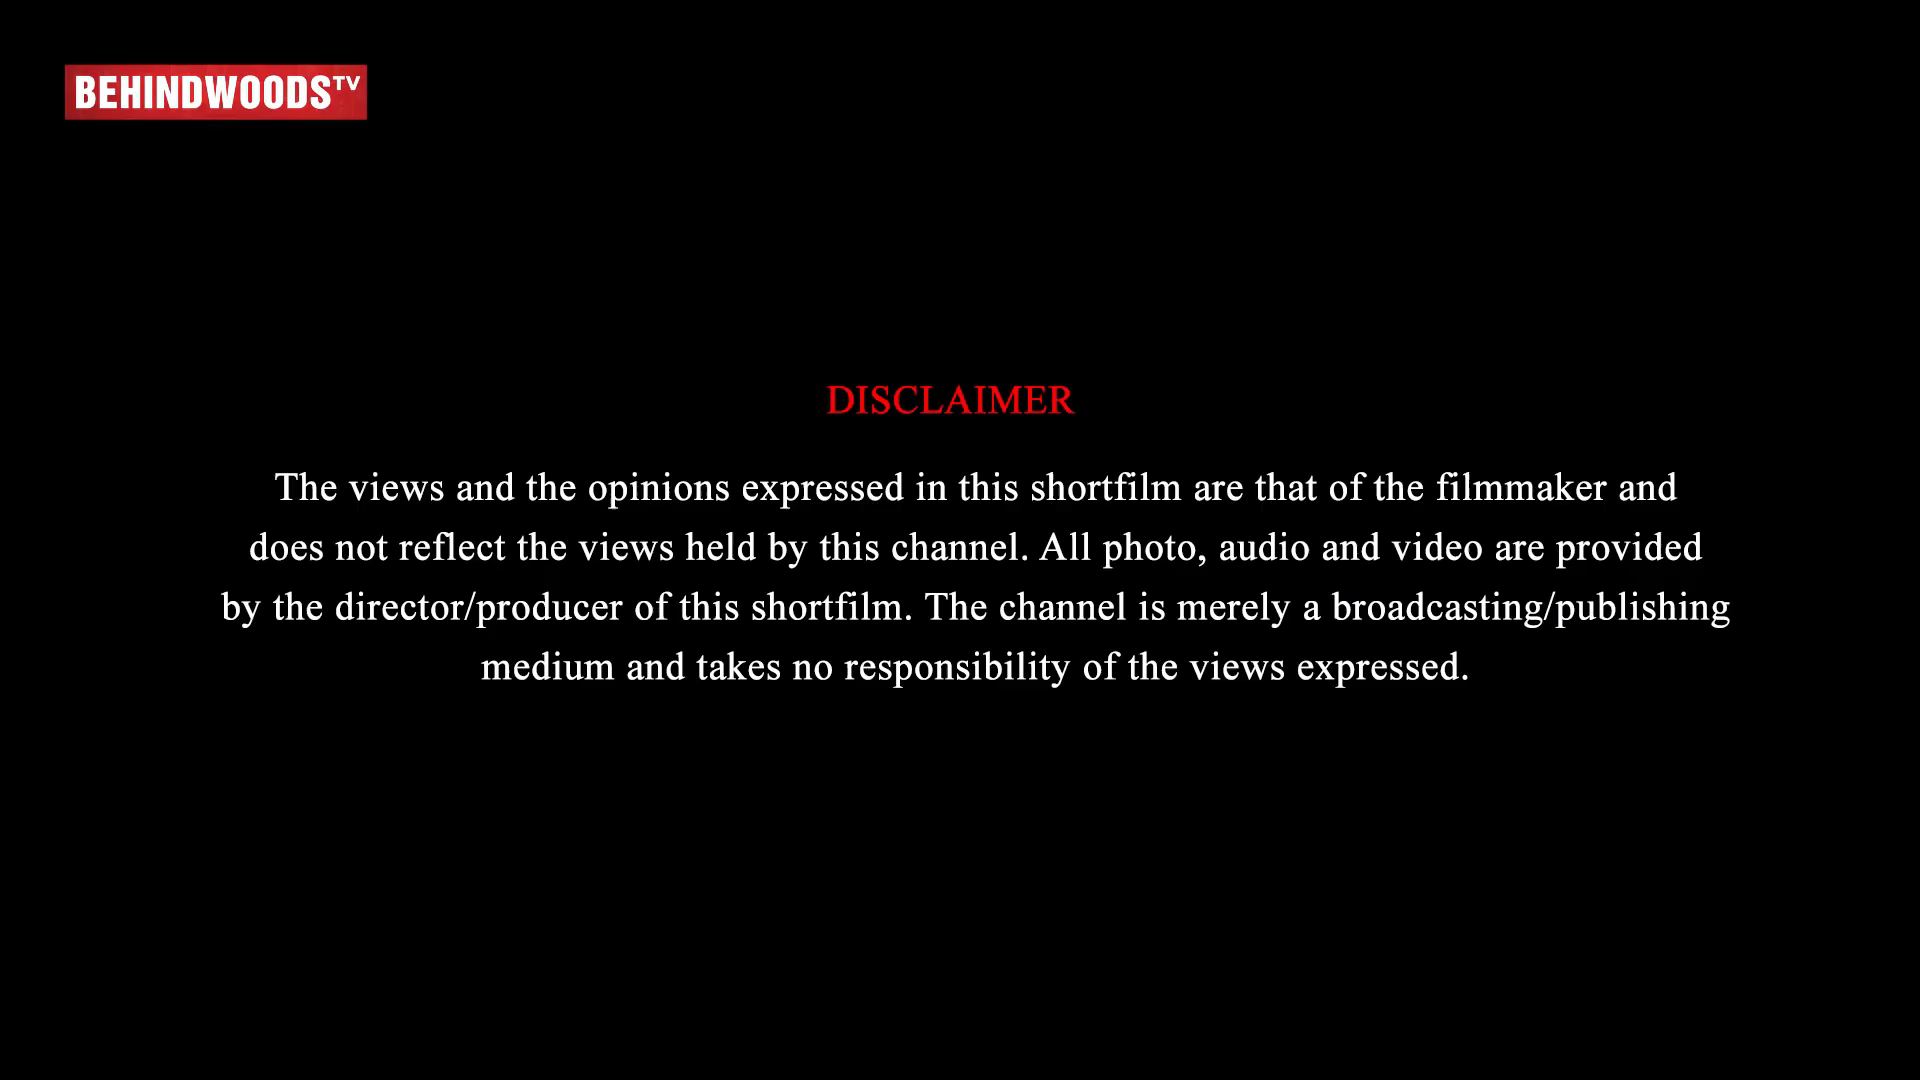 BEHINDWOODS TV
DISCLAIMER
The views and the opinions expressed in this shortfilm are that of the filmmaker and
does not reflect the views held by this channel. All photo, audio and video are provided
by the director/producer of this shortfilm. The channel is merely a broadcasting/publishing
medium and takes no responsibility of the views expressed.